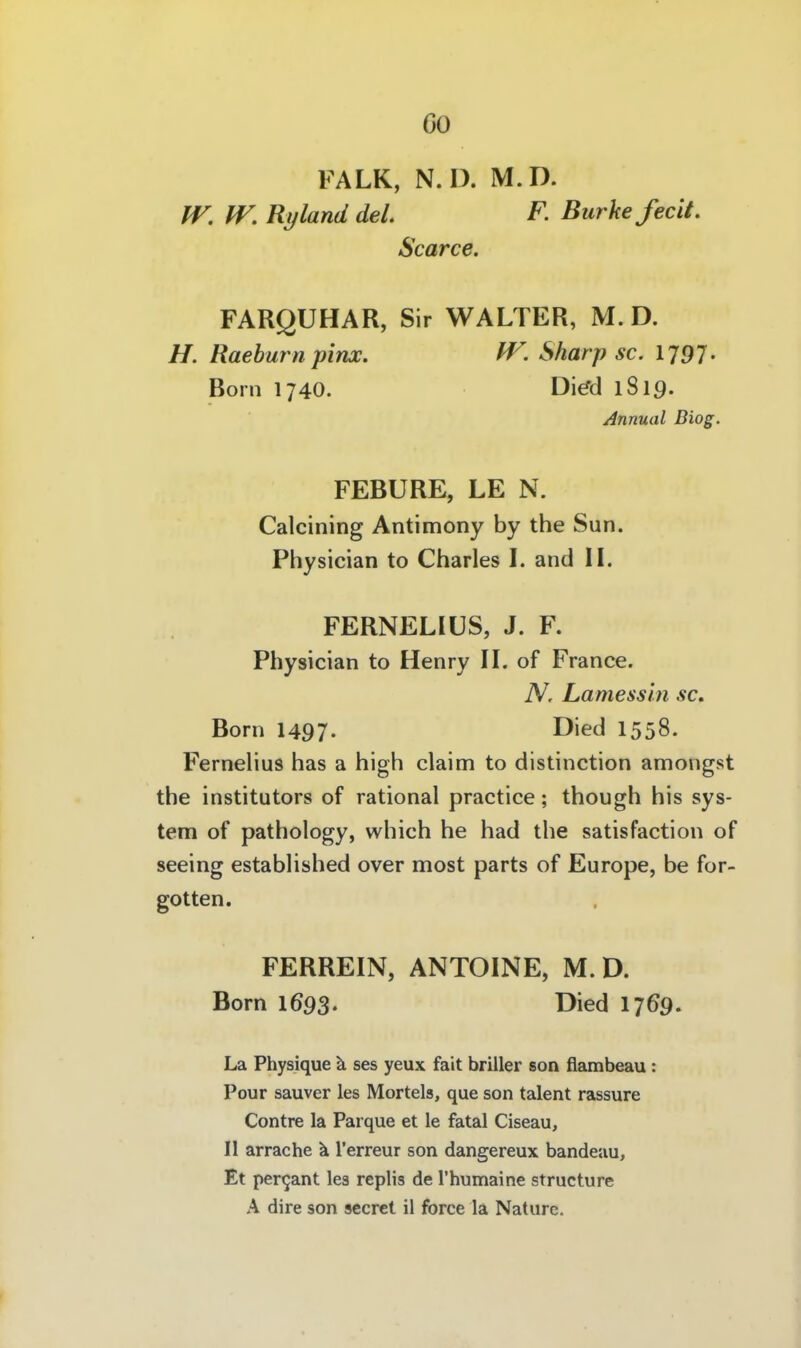 60
FALK, N. D. M. D.
W. W. Ryland del. F. Burke fecit.
Scarce.
FARQUHAR, Sir WALTER, M. D.
H. Raeburn pinx. W. Sharp sc. 1797.
Born 1740. Died 1819.
Annual Biog.
FEBURE, LE N.
Calcining Antimony by the Sun.
Physician to Charles I. and II.
FERNELIUS, J. F.
Physician to Henry II. of France.
N. Lamessin sc.
Born 1497. Died 1558.
Fernelius has a high claim to distinction amongst
the institutors of rational practice; though his sys-
tem of pathology, which he had the satisfaction of
seeing established over most parts of Europe, be for-
gotten.
FERREIN, ANTOINE, M. D.
Born 1693. Died 1769.
La Physique à ses yeux fait briller son flambeau :
Pour sauver les Mortels, que son talent rassure
Contre la Parque et le fatal Ciseau,
Il arrache à l'erreur son dangereux bandeau,
Et perçant les replis de l'humaine structure
A dire son secret il force la Nature.